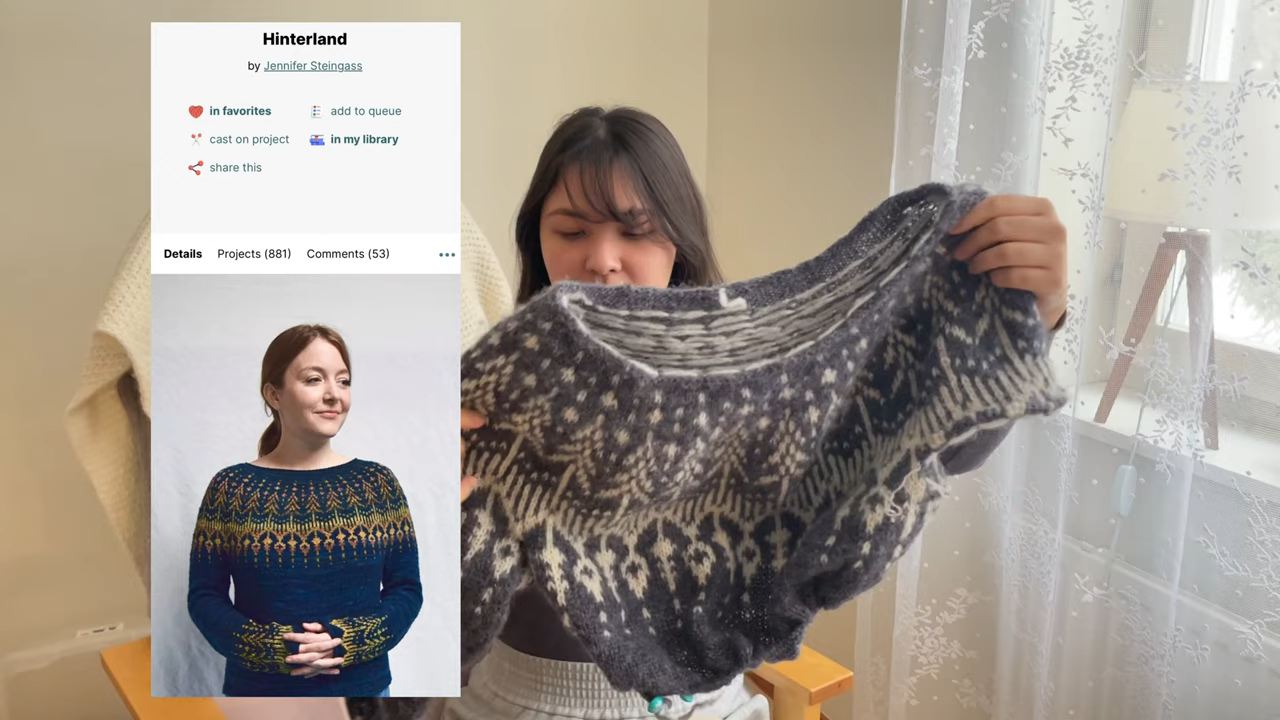 Hinterland
by Jennifer Steingass
in favorites
add to queue
cast on project
in my library
share this
Details Projects (881) Comments (53)